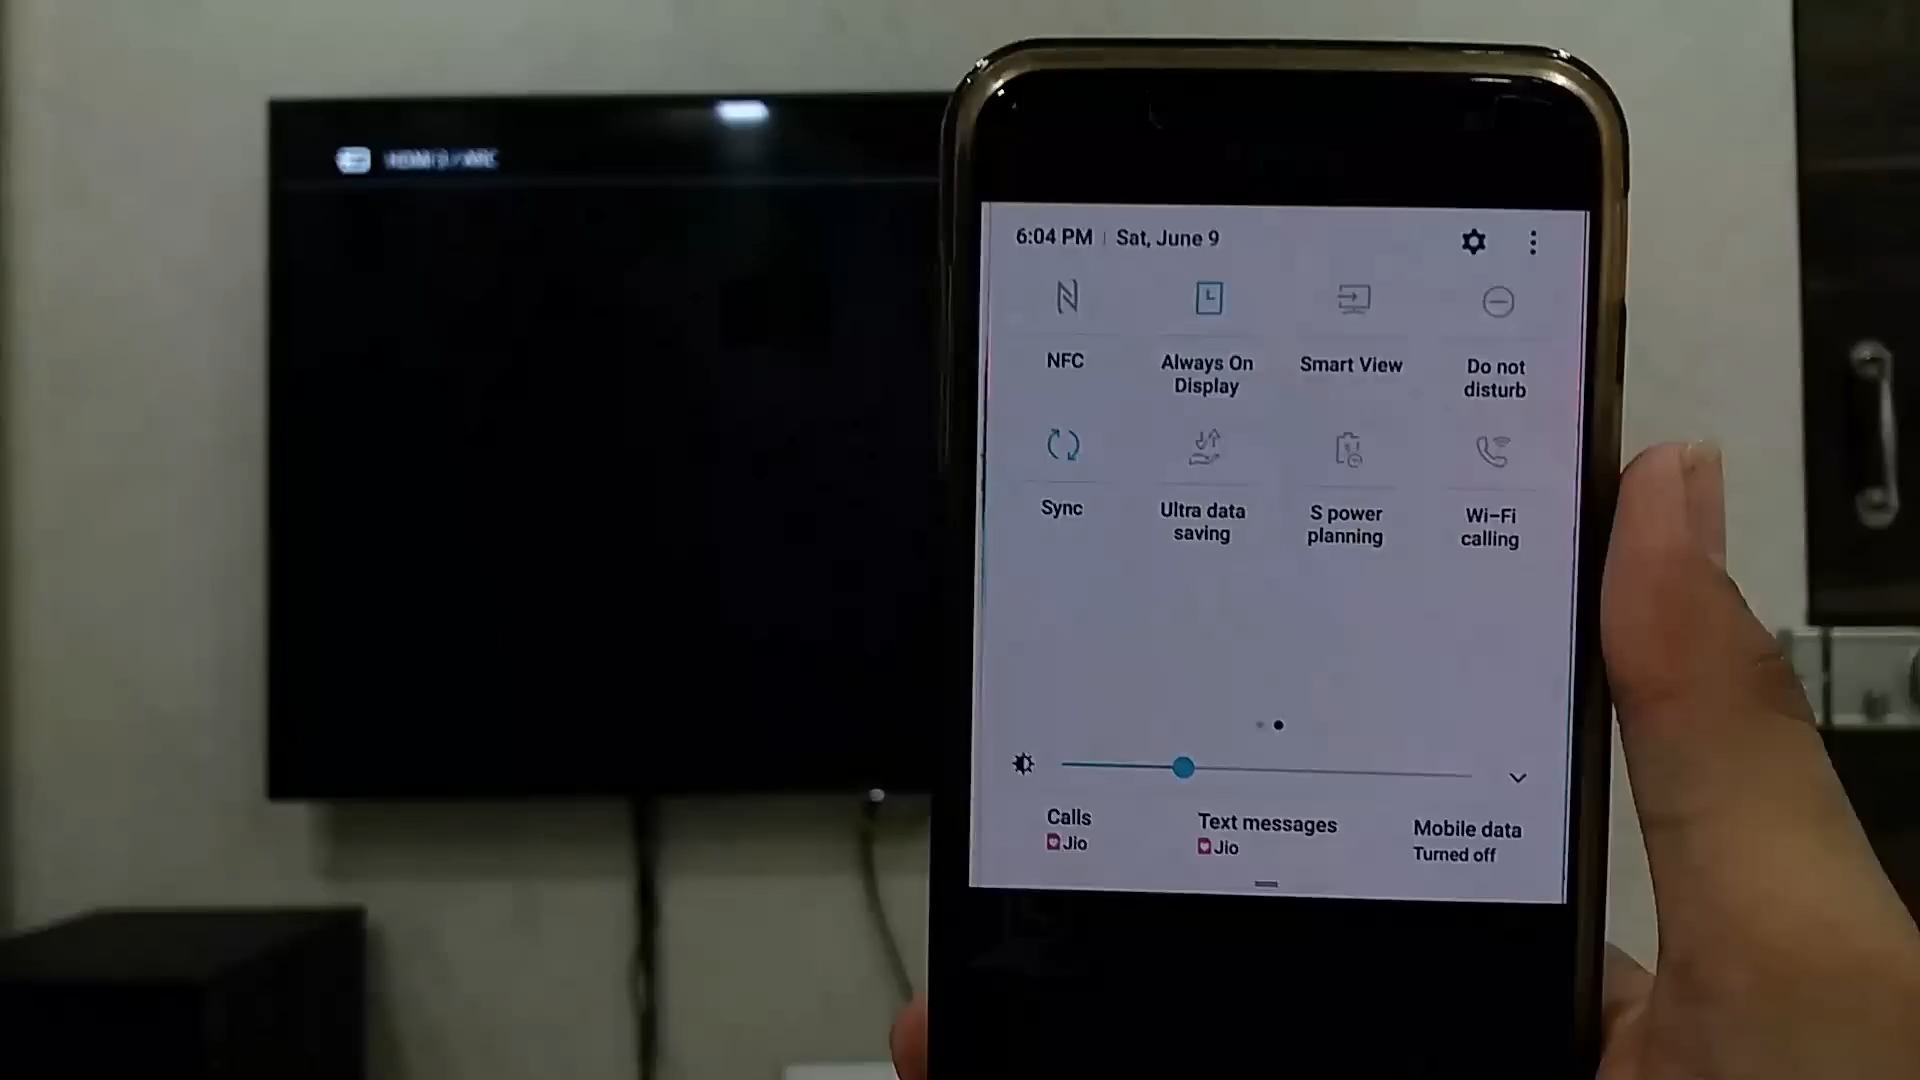 6:04 PM | Sat, June 9
NFC
Always On
Display
Smart View
Do not
disturb
Sync
Ultra data
saving
S power
planning
Wi-Fi
calling
Calls
Jio
Text messages
Jio
Mobile data
Turned off